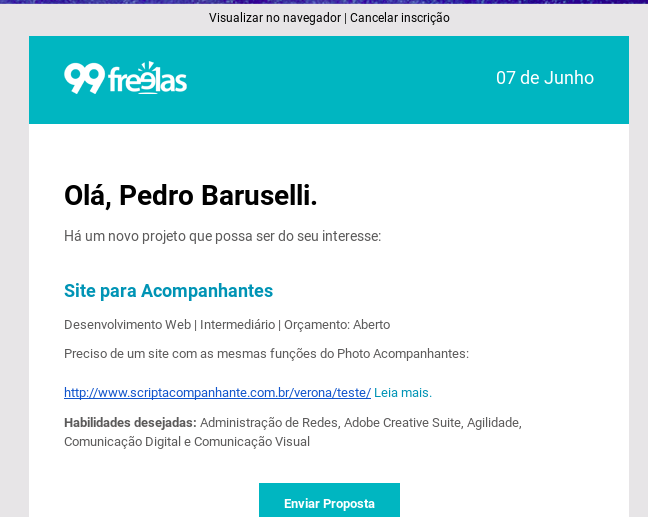 Visualizar no navegador | Cancelar inscrição
99freelas
07 de Junho
Olá, Pedro Baruselli.
Há um novo projeto que possa ser do seu interesse:
Site para Acompanhantes
Desenvolvimento Web | Intermediário | Orçamento: Aberto
Preciso de um site com as mesmas funções do Photo Acompanhantes:
http://www.scriptacompanhante.com.br/verona/teste/ Leia mais.
Habilidades desejadas: Administração de Redes, Adobe Creative Suite, Agilidade,
Comunicação Digital e Comunicação Visual
Enviar Proposta